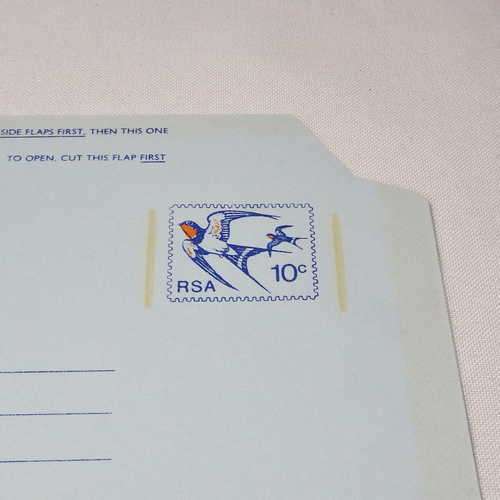 SIDE FLAPS FIRST, THEN THIS ONE
TO OPEN, CUT THIS FLAP FIRST
10c
RSA